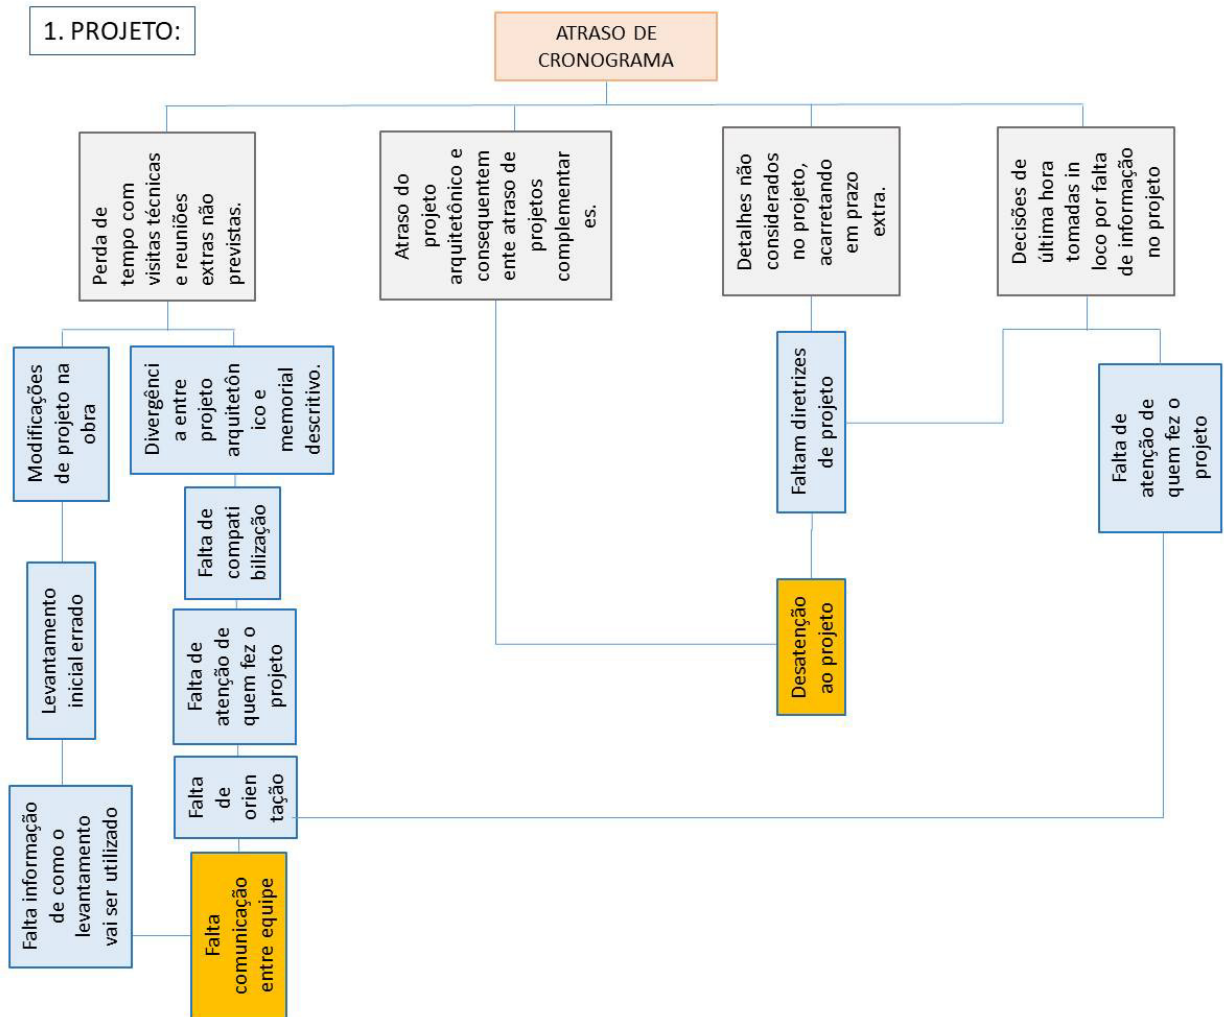 1. PROJETO:
ATRASO DE
CRONOGRAMA
Perda de
tempo com
visitas técnicas
e reuniões
extras não
previstas.
Atraso do
projeto
arquitetônico e
consequentem
ente atraso de
projetos
complementar
es.
Detalhes não
considerados
no projeto,
acarretando
em prazo
extra.
Decisões de
última hora
tomadas in
loco por falta
de informação
no projeto
Modificações
de projeto na
obra
Divergênci
a entre
projeto
arquitetôn
ico e
memorial
descritivo.
Faltam diretrizes
de projeto
Falta de
atenção de
quem fez o
projeto
Falta de
compati
bilização
Levantamento
inicial errado
Falta de
atenção de
quem fez o
projeto
Desatenção
ao projeto
Falta
de
orien
tação
Falta informação
de como o
levantamento
vai ser utilizado
Falta
comunicação
entre equipe